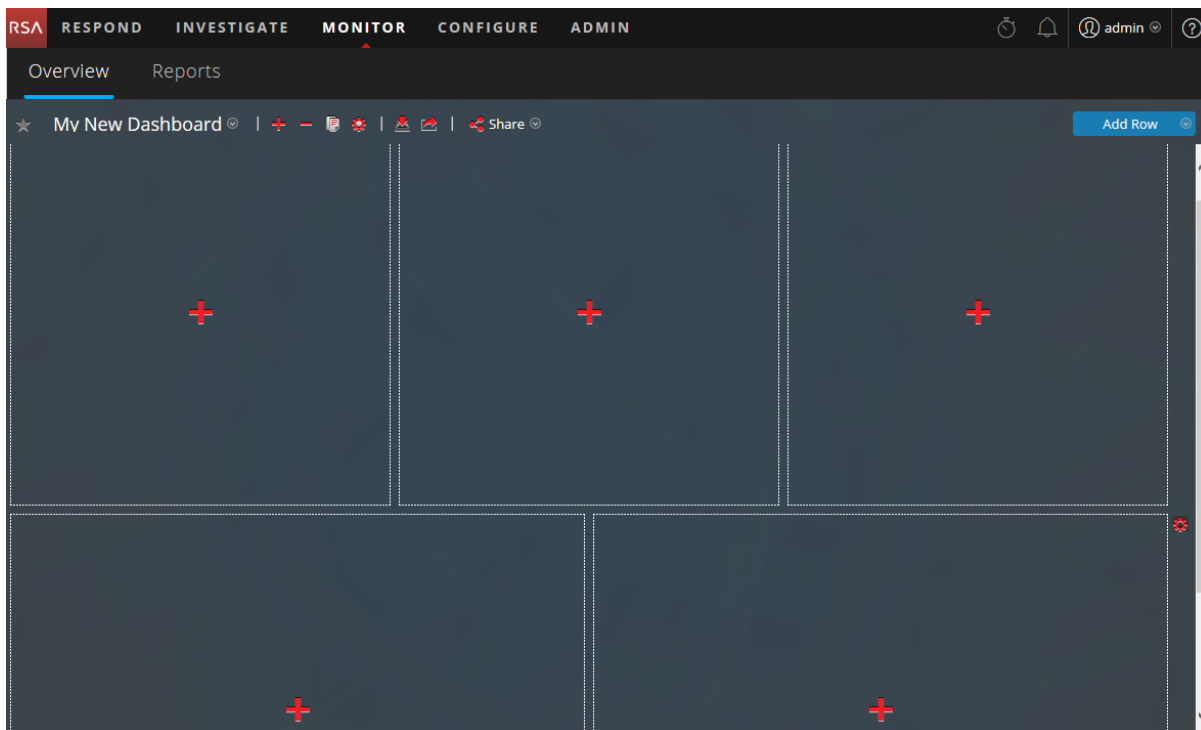 RSA RESPOND INVESTIGATE MONITOR CONFIGURE ADMIN admin ?
Overview Reports
My New Dashboard Share Add Row